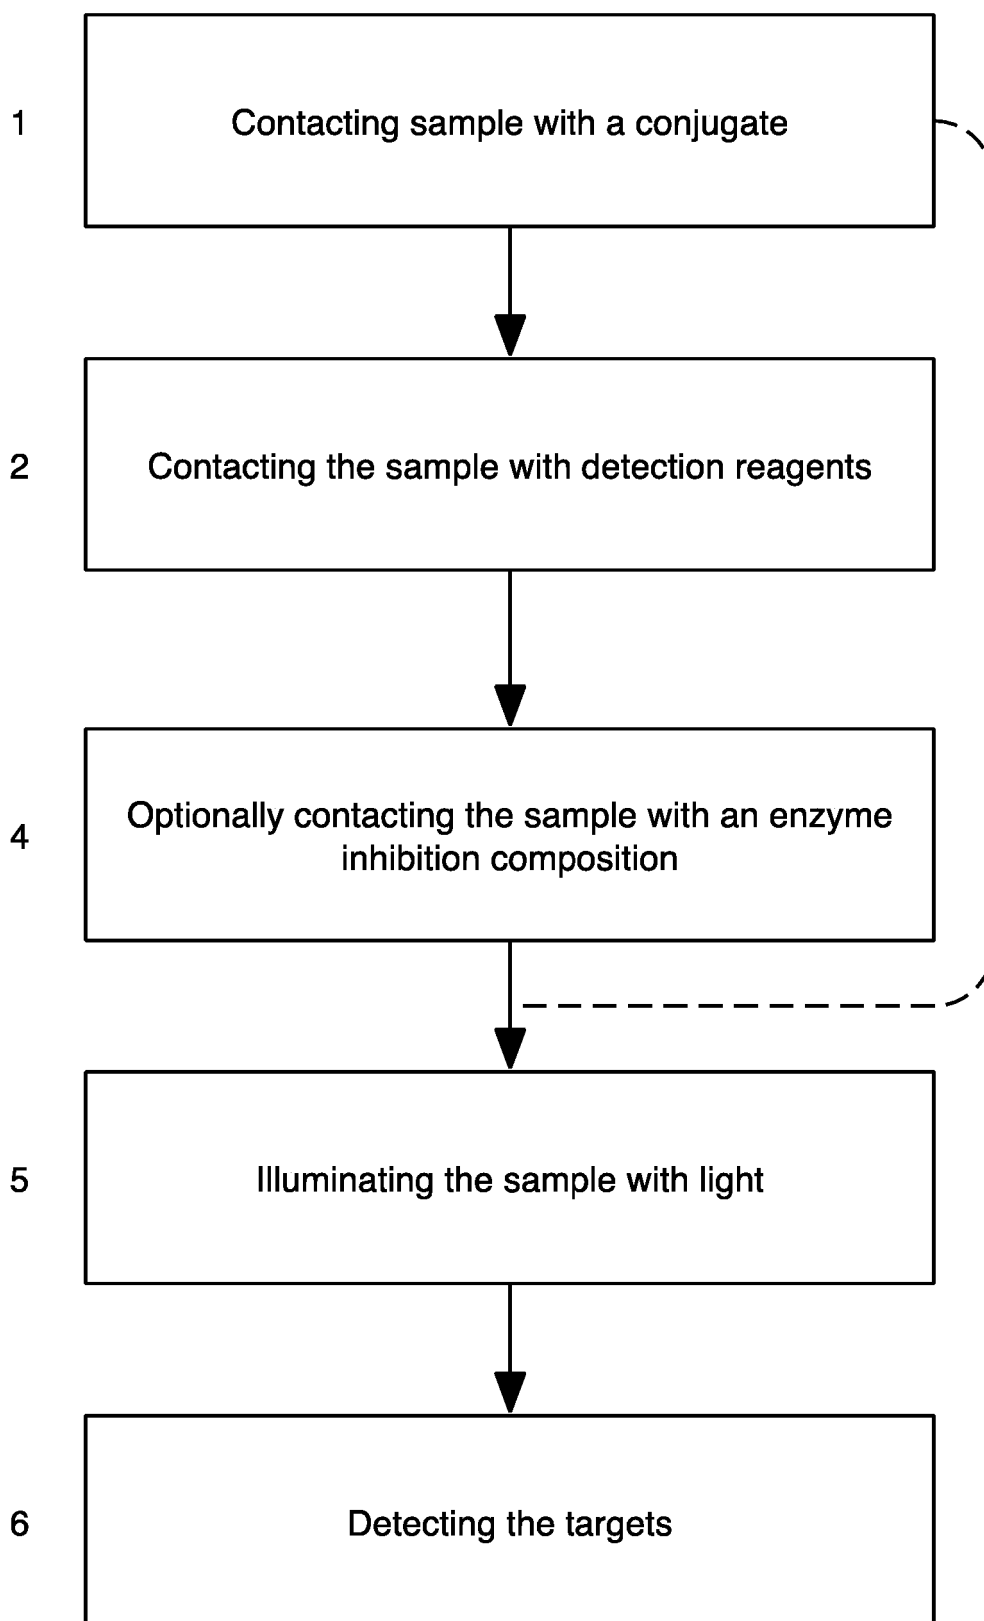 1
Contacting sample with a conjugate
2
Contacting the sample with detection reagents
4
Optionally contacting the sample with an enzyme
inhibition composition
5
Illuminating the sample with light
6
Detecting the targets